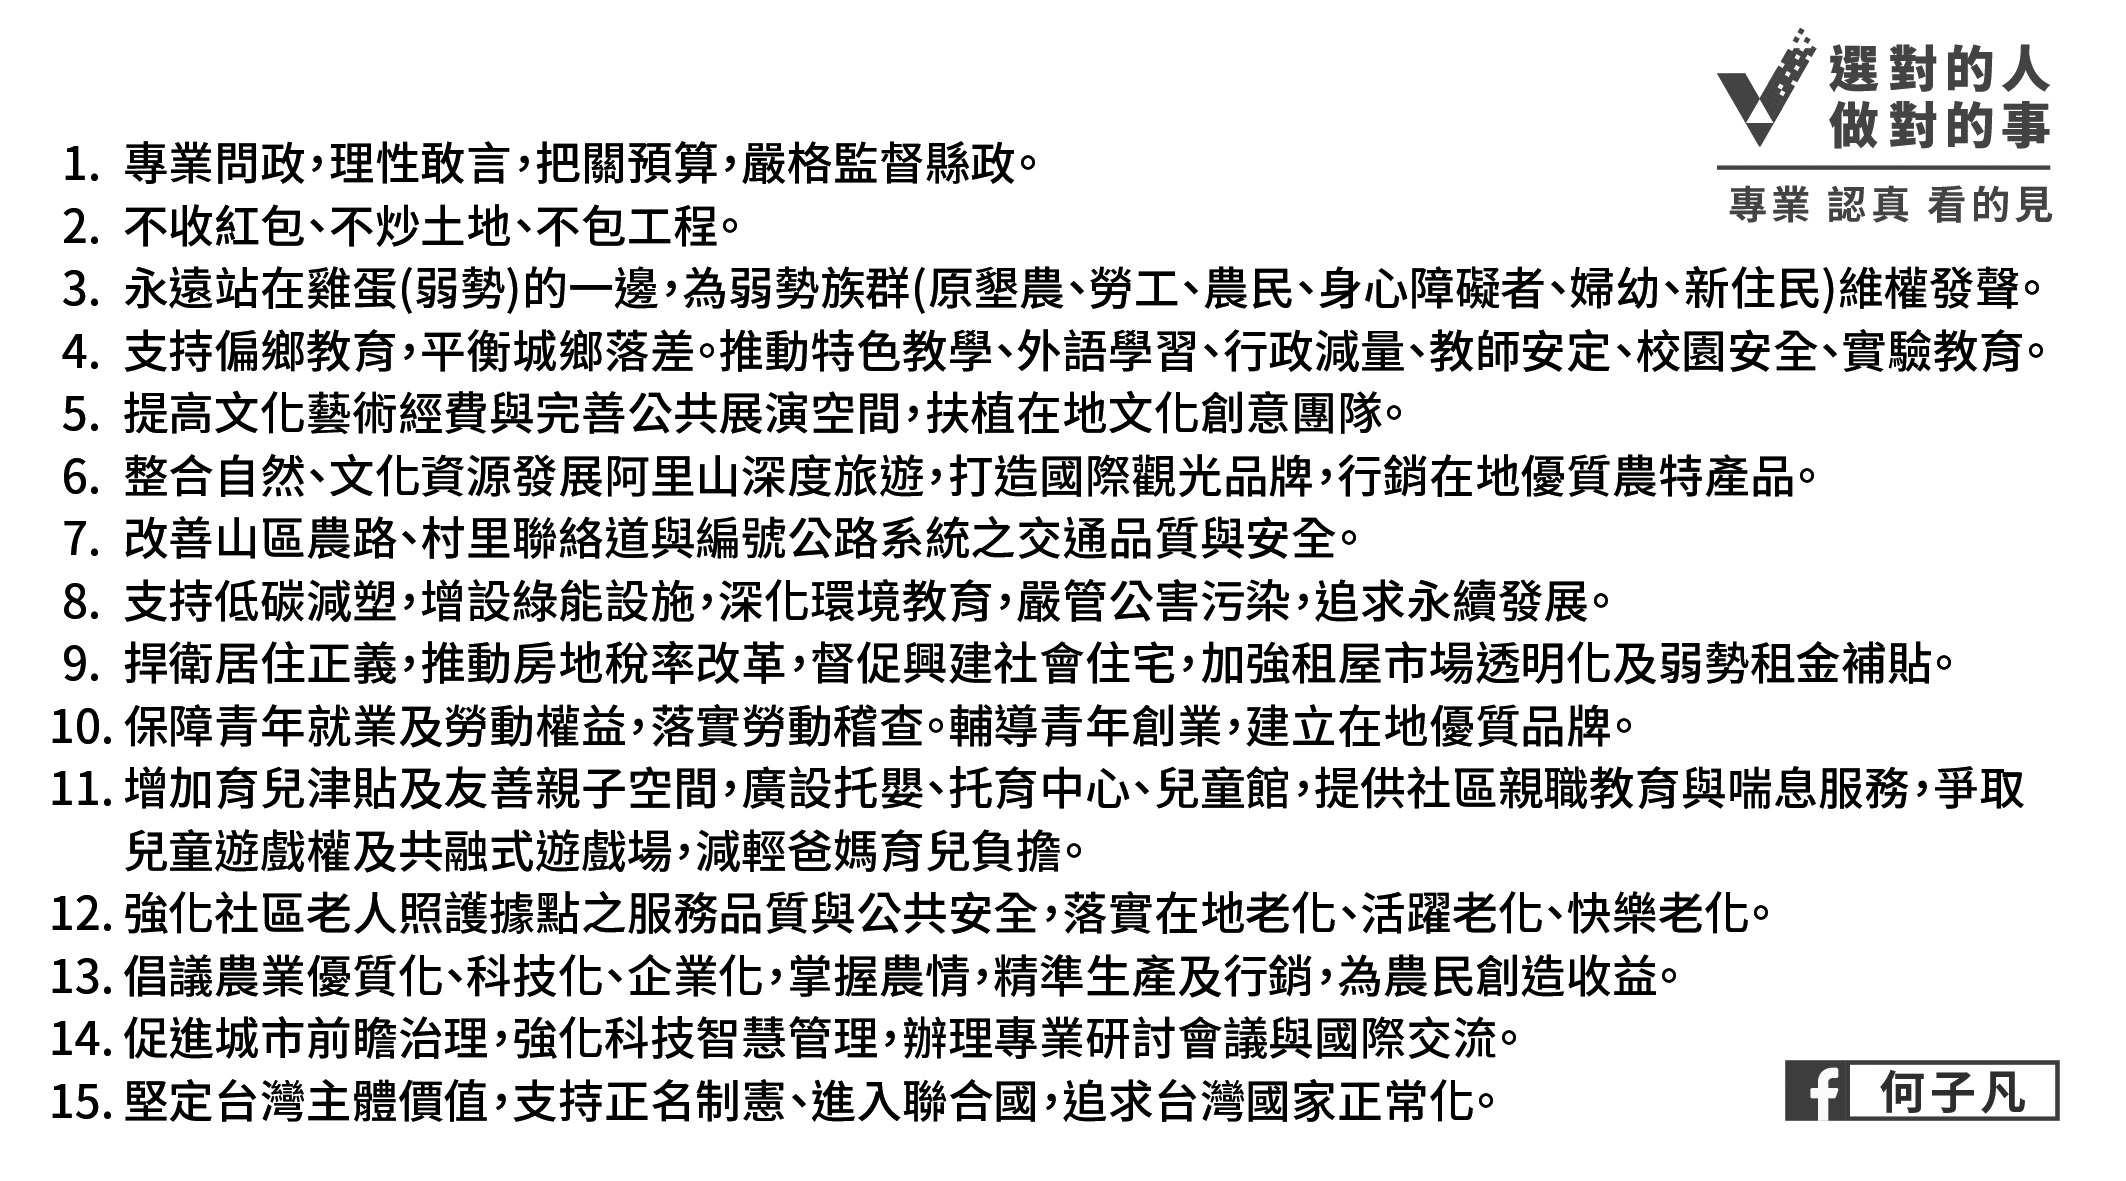 選對的人
做對的事
專業 認真 看的見
1. 專業問政，理性敢言，把關預算，嚴格監督縣政。
2. 不收紅包、不炒土地、不包工程。
3. 永遠站在雞蛋(弱勢)的一邊，為弱勢族群(原墾農、勞工、農民、身心障礙者、婦幼、新住民)維權發聲。
4. 支持偏鄉教育，平衡城鄉落差。推動特色教學、外語學習、行政減量、教師安定、校園安全、實驗教育。
5. 提高文化藝術經費與完善公共展演空間，扶植在地文化創意團隊。
6. 整合自然、文化資源發展阿里山深度旅遊，打造國際觀光品牌，行銷在地優質農特產品。
7. 改善山區農路、村里聯絡道與編號公路系統之交通品質與安全。
8. 支持低碳減塑，增設綠能設施，深化環境教育，嚴管公害污染，追求永續發展。
9. 捍衛居住正義，推動房地稅率改革，督促興建社會住宅，加強租屋市場透明化及弱勢租金補貼。
10. 保障青年就業及勞動權益，落實勞動稽查。輔導青年創業，建立在地優質品牌。
11. 增加育兒津貼及友善親子空間，廣設托嬰、托育中心、兒童館，提供社區親職教育與喘息服務，爭取
兒童遊戲權及共融式遊戲場，減輕爸媽育兒負擔。
12. 強化社區老人照護據點之服務品質與公共安全，落實在地老化、活躍老化、快樂老化。
13. 倡議農業優質化、科技化、企業化，掌握農情，精準生產及行銷，為農民創造收益。
14. 促進城市前瞻治理，強化科技智慧管理，辦理專業研討會議與國際交流。
15. 堅定台灣主體價值，支持正名制憲、進入聯合國，追求台灣國家正常化。
f 何子凡